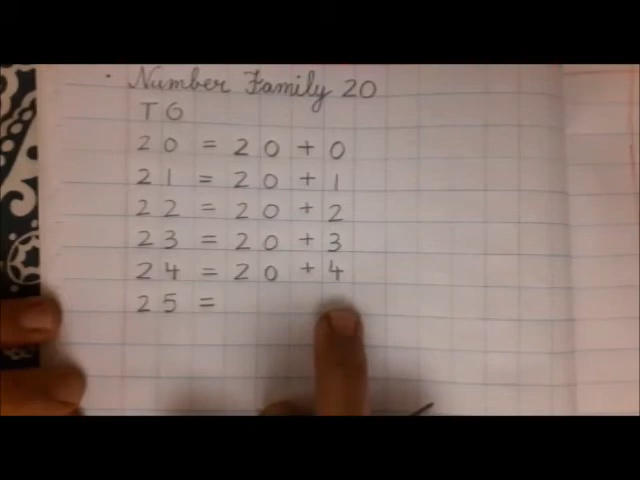 Number Family 20
T O
20 = 20 + 0
21 = 20 + 1
22 = 20 + 2
23 = 20 + 3
24 = 20 + 4
25 =